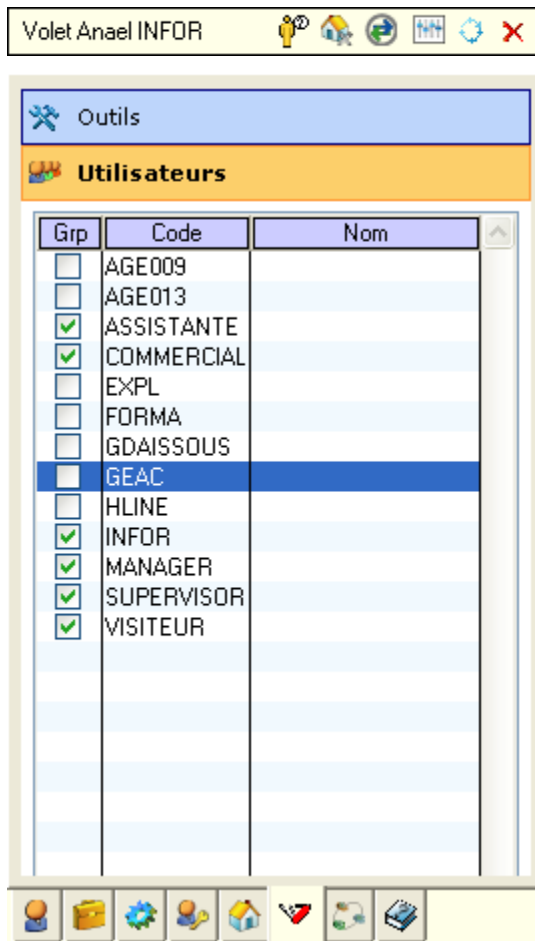 Volet Anael INFOR
Outils
Utilisateurs
Grp Code Nom
AGE009
AGE013
ASSISTANTE
COMMERCIAL
EXPL
FORMA
GDAISSOUS
GEAC
HLINE
INFOR
MANAGER
SUPERVISOR
VISITEUR